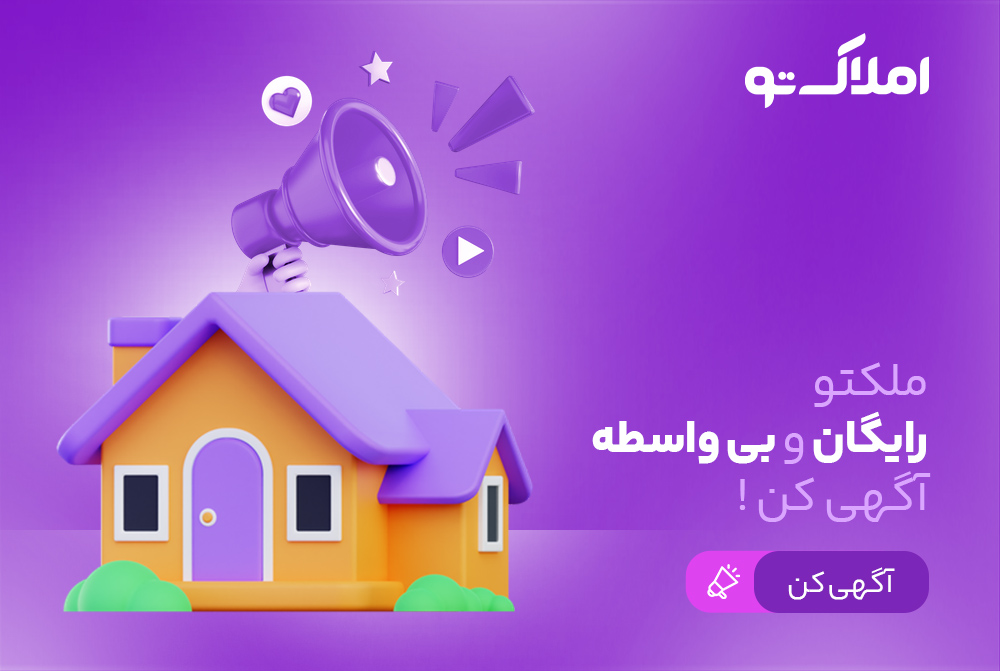 املاک‌تو
ملکتو
رایگان و بی واسطه
آگهی کن !
آگهی کن